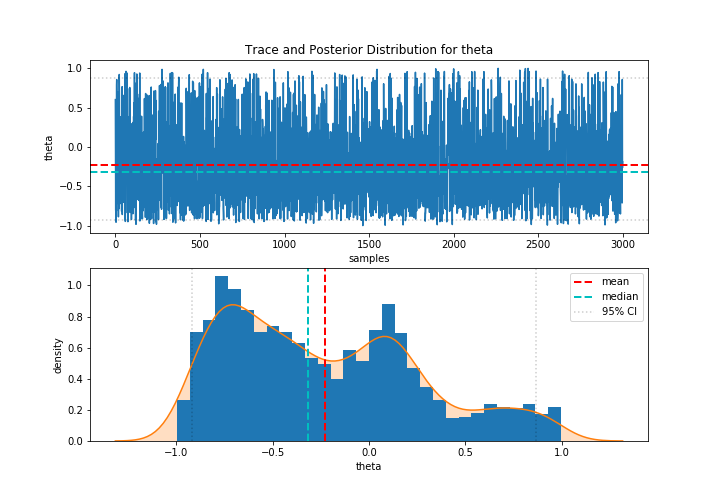 Trace and Posterior Distribution for theta
1.0
0.5
0.0
−0.5
−1.0
theta
0
500
1000
1500
2000
2500
3000
samples
1.0
0.8
0.6
0.4
0.2
0.0
density
mean
median
95% CI
−1.0
−0.5
0.0
0.5
1.0
theta